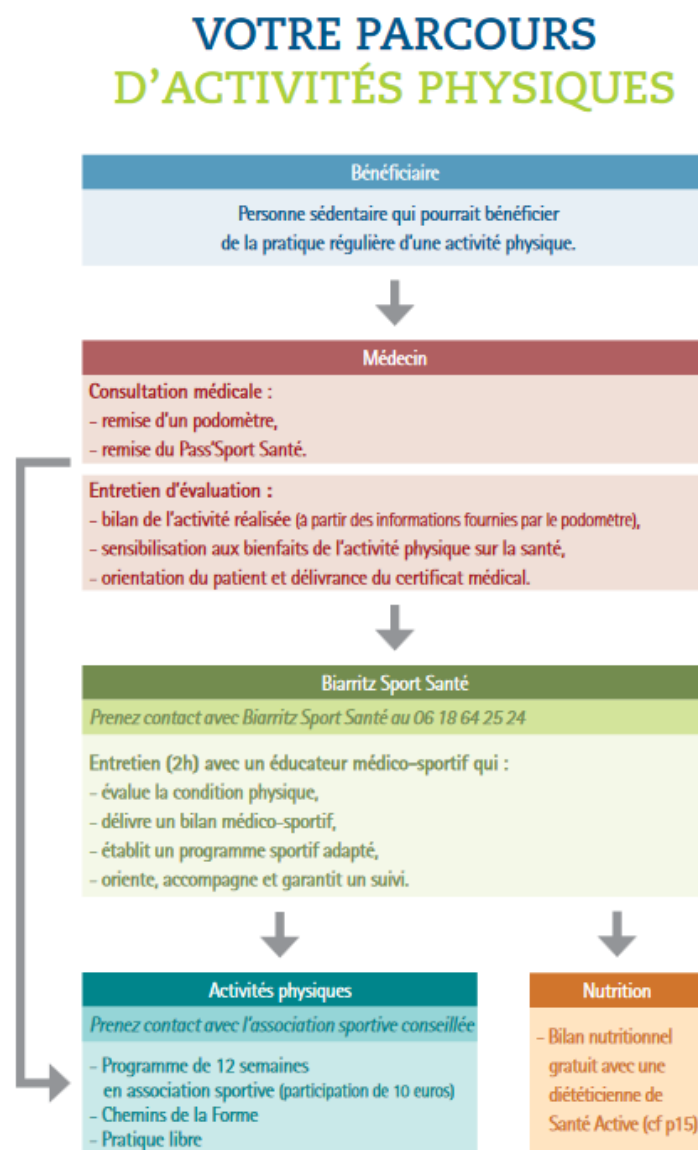 VOTRE PARCOURS
D'ACTIVITÉS PHYSIQUES
Bénéficiaire
Personne sédentaire qui pourrait bénéficier
de la pratique régulière d'une activité physique.
Médecin
Consultation médicale :
- remise d'un podomètre,
- remise du Pass'Sport Santé.
Entretien d'évaluation :
- bilan de l'activité réalisée (à partir des informations fournies par le podomètre),
- sensibilisation aux bienfaits de l'activité physique sur la santé,
- orientation du patient et délivrance du certificat médical.
Biarritz Sport Santé
Prenez contact avec Biarritz Sport Santé au 06 18 64 25 24
Entretien (2h) avec un éducateur médico-sportif qui :
- évalue la condition physique,
- délivre un bilan médico-sportif,
- établit un programme sportif adapté,
- oriente, accompagne et garantit un suivi.
Activités physiques
Prenez contact avec l'association sportive conseillée
- Programme de 12 semaines
en association sportive (participation de 10 euros)
- Chemins de la Forme
- Pratique libre
Nutrition
- Bilan nutritionnel
gratuit avec une
diététicienne de
Santé Active (cf p15)